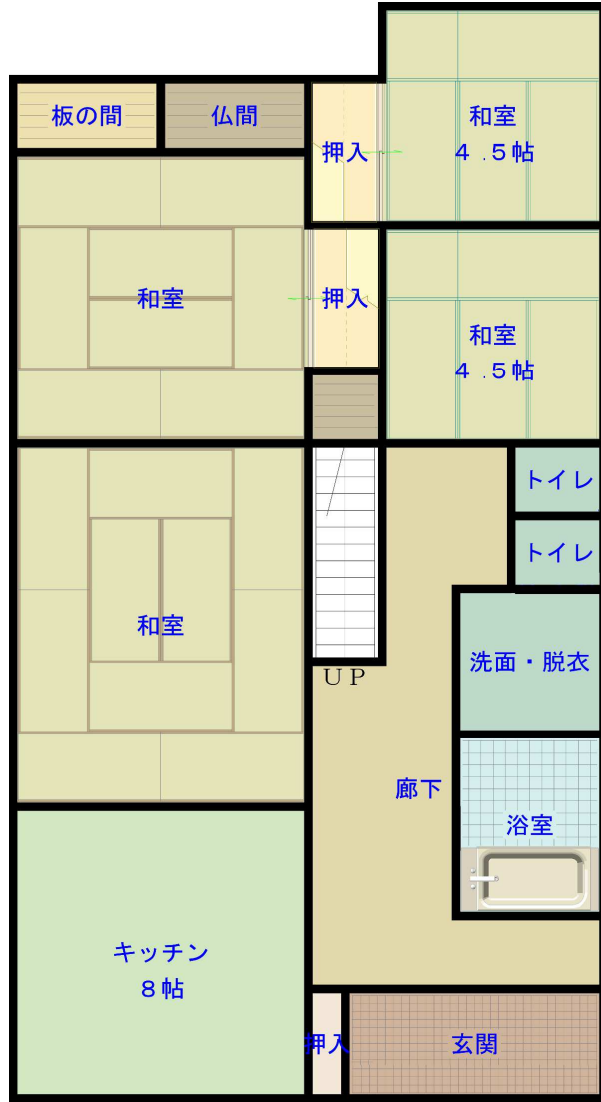 板の間
仏間
押入
和室
４.５帖
和室
押入
和室
４.５帖
トイレ
トイレ
和室
洗面・脱衣
ＵＰ
廊下
浴室
キッチン
８帖
押入
玄関